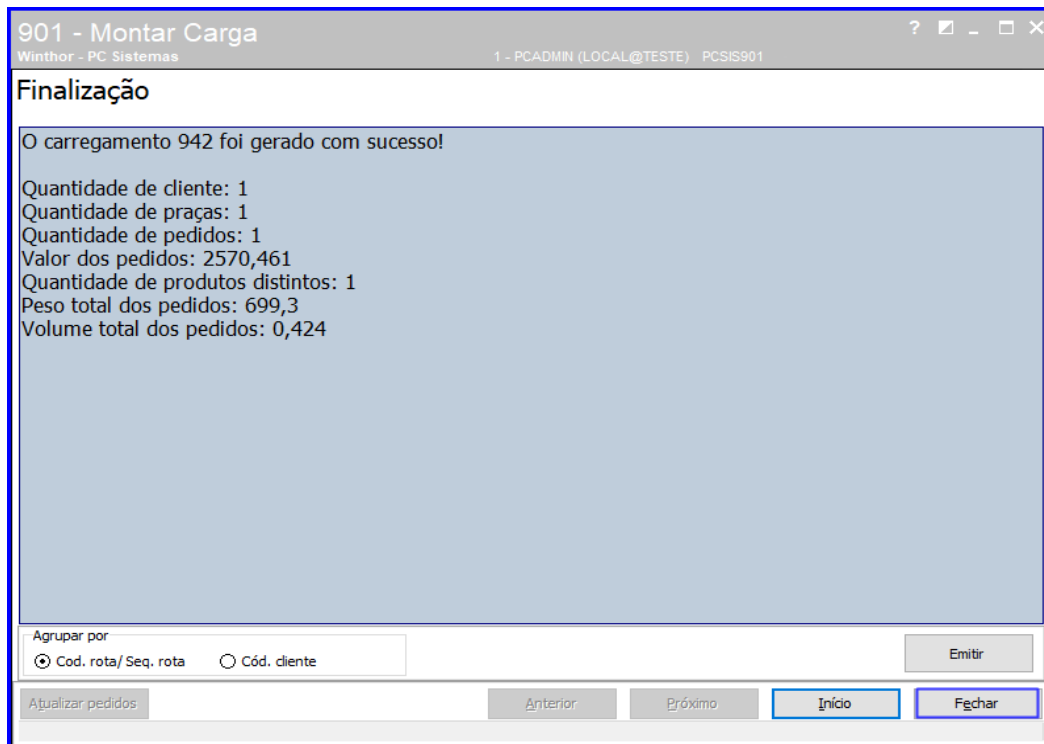 901 - Montar Carga
Winthor - PC Sistemas 1 - PCADMIN (LOCAL@TESTE) PCSIS901
Finalização
O carregamento 942 foi gerado com sucesso!
Quantidade de cliente: 1
Quantidade de praças: 1
Quantidade de pedidos: 1
Valor dos pedidos: 2570,461
Quantidade de produtos distintos: 1
Peso total dos pedidos: 699,3
Volume total dos pedidos: 0,424
Agrupar por
Cod. rota/ Seq. rota Cód. cliente
Emitir
Atualizar pedidos Anterior Próximo Início Fechar